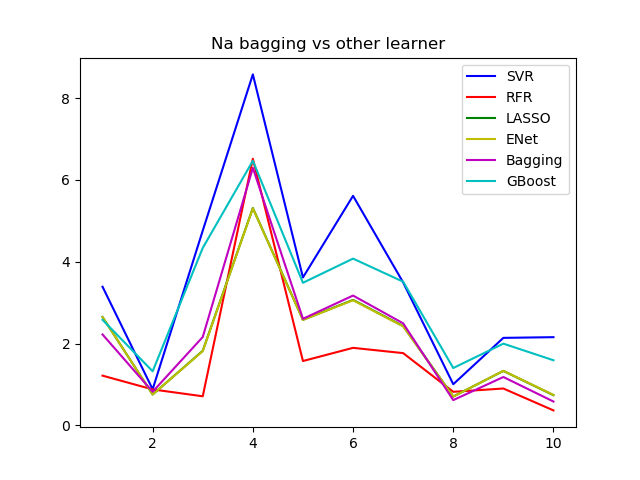 Na bagging vs other learner
SVR
RFR
LASSO
ENet
Bagging
GBoost
8
6
4
2
0
2 4 6 8 10